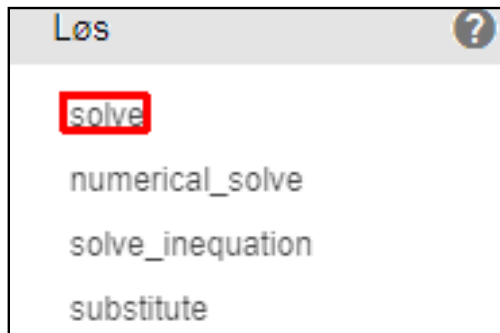 Løs ?
solve
numerical_solve
solve_inequation
substitute